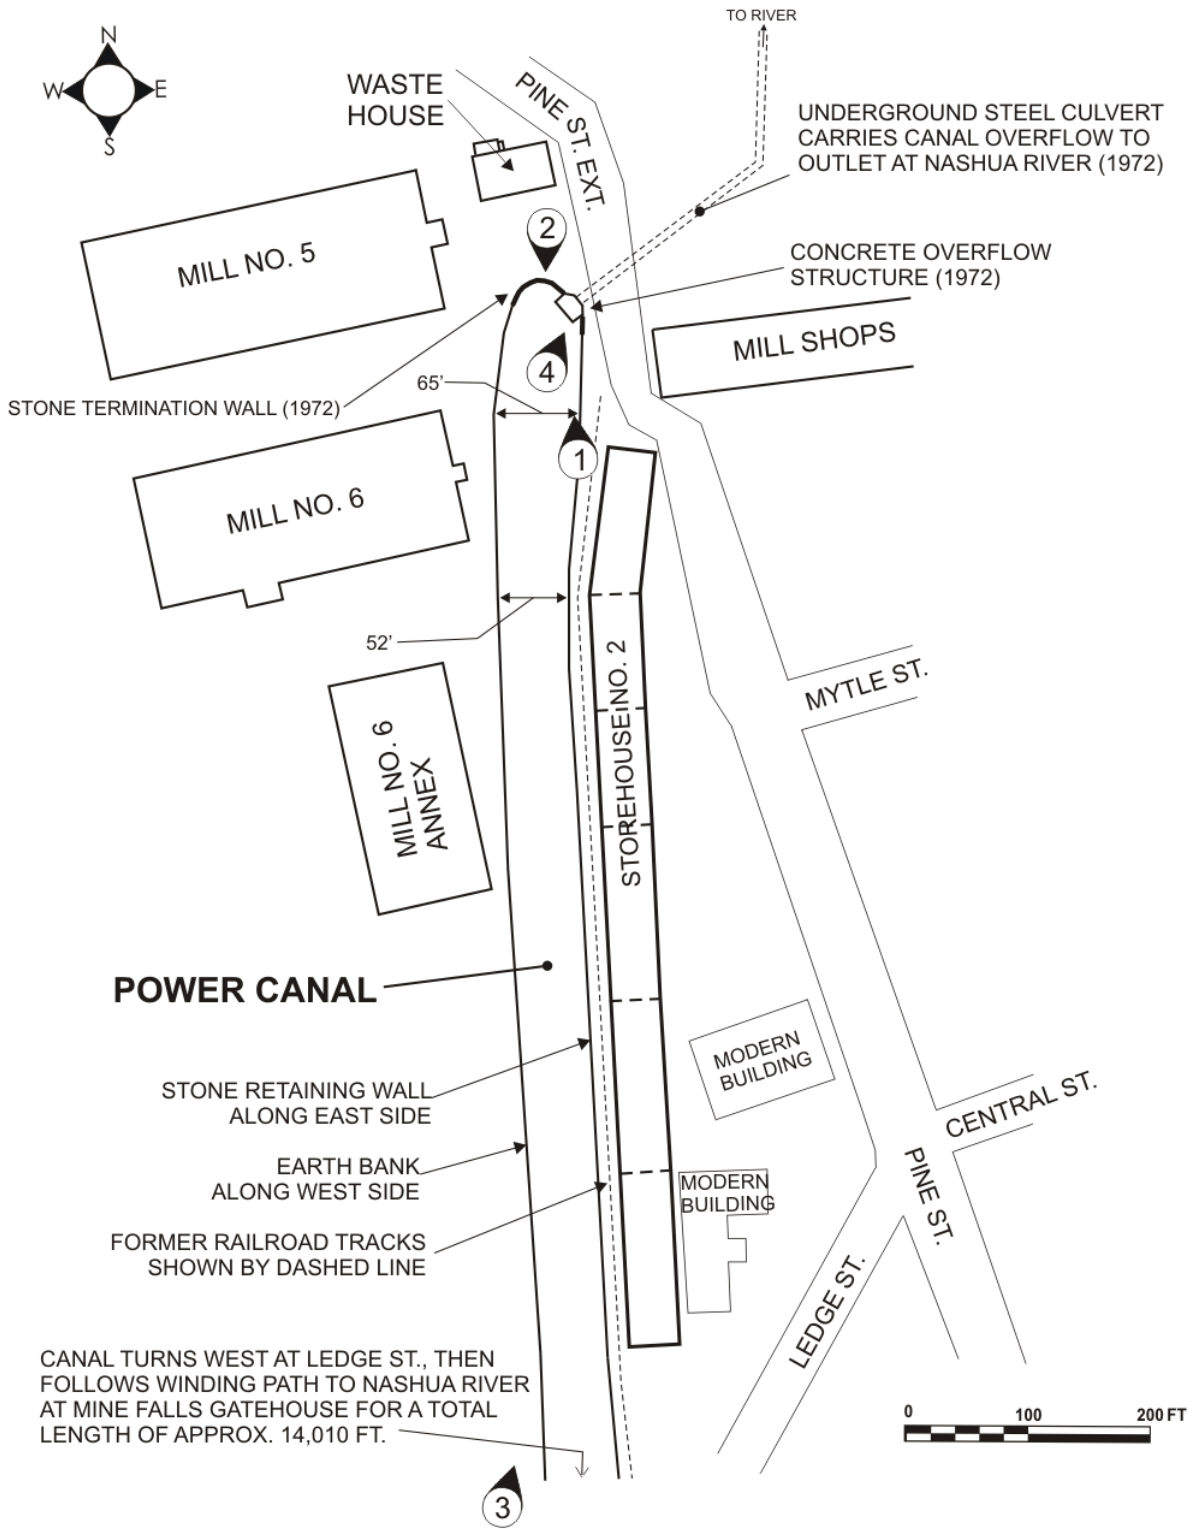 TO RIVER
N
W E
S
WASTE
HOUSE
PINE ST. EXT.
UNDERGROUND STEEL CULVERT
CARRIES CANAL OVERFLOW TO
OUTLET AT NASHUA RIVER (1972)
2
MILL NO. 5
CONCRETE OVERFLOW
STRUCTURE (1972)
MILL SHOPS
4
65'
STONE TERMINATION WALL (1972)
1
MILL NO. 6
52'
STOREHOUSE NO. 2
MYTLE ST.
MILL NO. 6
ANNEX
POWER CANAL
MODERN
BUILDING
STONE RETAINING WALL
ALONG EAST SIDE
CENTRAL ST.
EARTH BANK
ALONG WEST SIDE
PINE ST.
MODERN
BUILDING
FORMER RAILROAD TRACKS
SHOWN BY DASHED LINE
LEDGE ST.
CANAL TURNS WEST AT LEDGE ST., THEN
FOLLOWS WINDING PATH TO NASHUA RIVER
AT MINE FALLS GATEHOUSE FOR A TOTAL
LENGTH OF APPROX. 14,010 FT.
0 100 200 FT
3